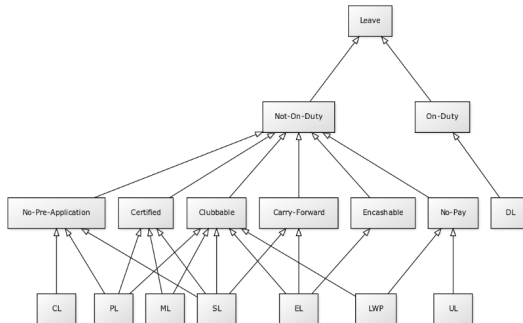 Leave
Not-On-Duty On-Duty
No-Pre-Application Certified Clubbable Carry-Forward Encashable No-Pay DL
CL PL ML SL EL LWP UL